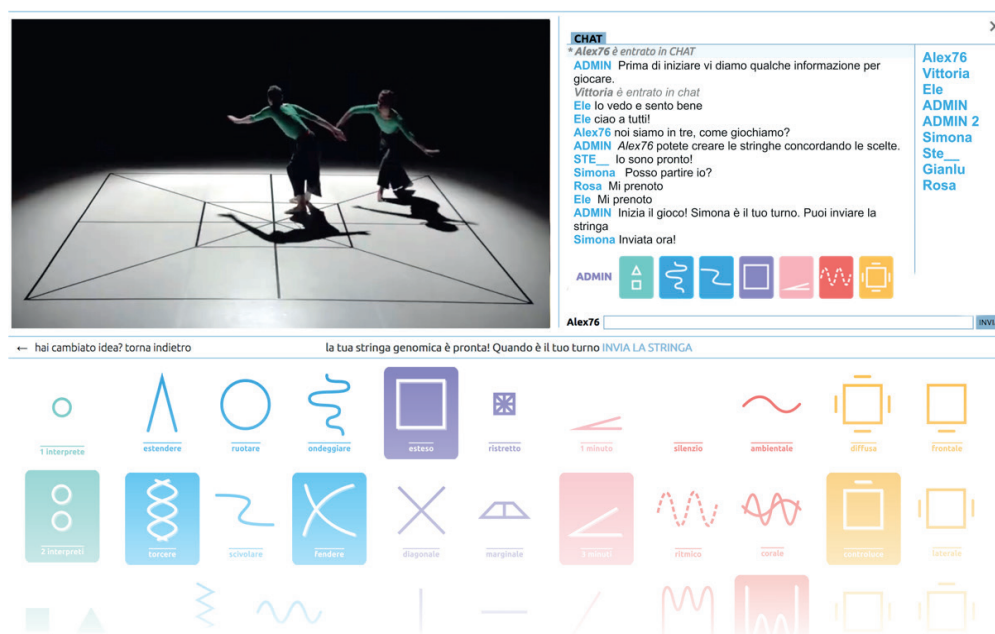 CHAT
* Alex76 è entrato in CHAT
ADMIN Prima di iniziare vi diamo qualche informazione per
giocare.
Vittoria è entrato in chat
Ele Io vedo e sento bene
Ele ciao a tutti!
Alex76 noi siamo in tre, come giochiamo?
ADMIN Alex76 potete creare le stringhe concordando le scelte.
STE__ Io sono pronto!
Simona Posso partire io?
Rosa Mi prenoto
Ele Mi prenoto
ADMIN Inizia il gioco! Simona è il tuo turno. Puoi inviare la
stringa
Simona Inviata ora!
ADMIN
Alex76
INVI
Alex76
Vittoria
Ele
ADMIN
ADMIN 2
Simona
Ste__
Gianlu
Rosa
← hai cambiato idea? torna indietro
la tua stringa genomica è pronta! Quando è il tuo turno INVIA LA STRINGA
1 interprete
estendere
ruotare
ondeggiare
esteso
ristretto
1 minuto
silenzio
ambientale
diffusa
frontale
2 interpreti
torcere
scivolare
fendere
diagonale
marginale
3 minuti
ritmico
corale
controluce
laterale